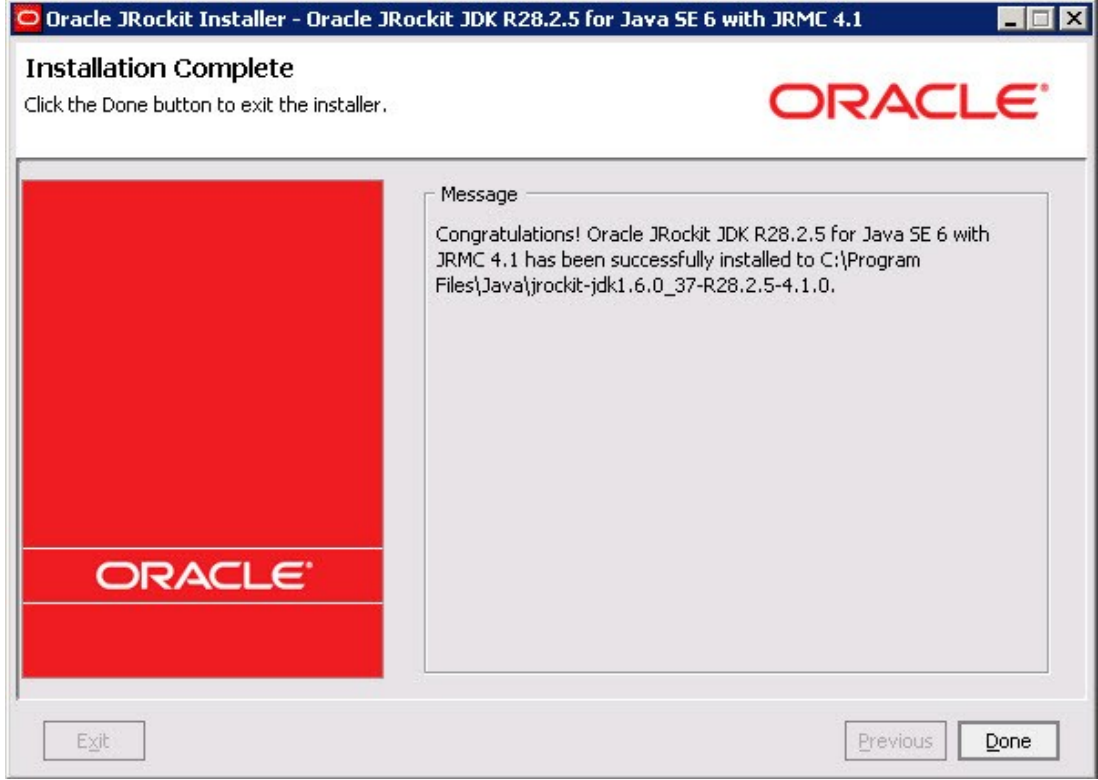 Oracle JRockit Installer - Oracle JRockit JDK R28.2.5 for Java SE 6 with JRMC 4.1
Installation Complete
Click the Done button to exit the installer.
ORACLE®
Message
Congratulations! Oracle JRockit JDK R28.2.5 for Java SE 6 with
JRMC 4.1 has been successfully installed to C:\Program
Files\Java\jrockit-jdk1.6.0_37-R28.2.5-4.1.0.
ORACLE®
Exit
Previous
Done